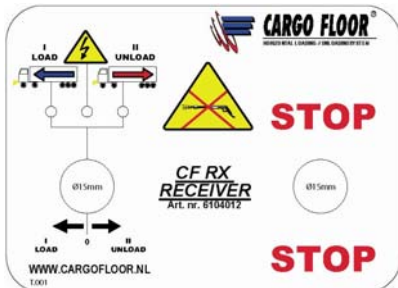 I
LOAD
II
UNLOAD
CARGO FLOOR®
HORIZONTAL LOADING-/UNLOADING SYSTEM
STOP
Ø15mm
CF RX
RECEIVER
Art. nr. 6104012
Ø15mm
I
LOAD
0
II
UNLOAD
STOP
WWW.CARGOFLOOR.NL
T.001